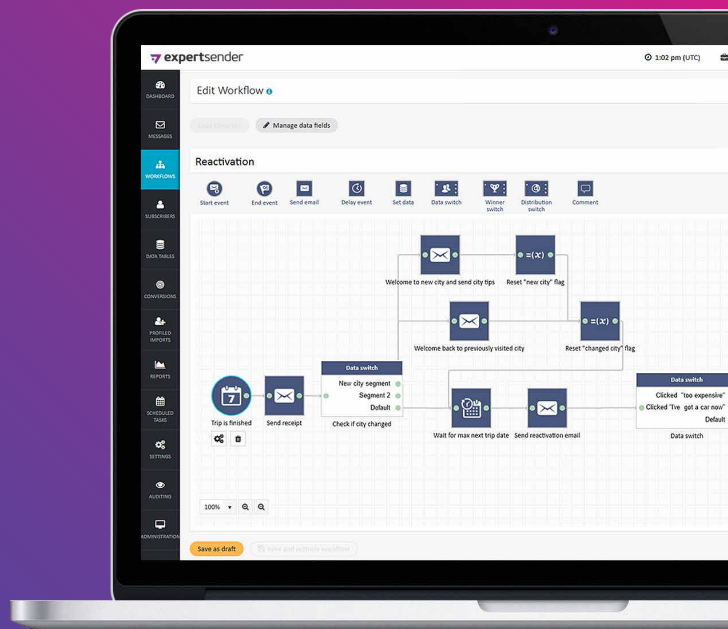 expertsender
1:02 pm (UTC)
Edit Workflow
Manage data fields
Reactivation
DASHBOARD
MESSAGES
WORKFLOWS
SUBSCRIBERS
DATA TABLES
CONVERSIONS
PROFILED
IMPORTS
REPORTS
SCHEDULED
TASKS
SETTINGS
AUDITING
ADMINISTRATION
Start event
End event
Send email
Delay event
Set data
Data switch
Winner
switch
Distribution
switch
Comment
Welcome to new city and send city tips
=(x)
Reset "new city" flag
Welcome back to previously visited city
=(x)
Reset "changed city" flag
7
Trip is finished
Send receipt
Data switch
New city segment
Segment 2
Default
Check if city changed
Wait for max next trip date
Send reactivation email
Data switch
Clicked "too expensive"
Clicked "I've got a car now"
Default
Data switch
100%
Save as draft
Save and activate workflow